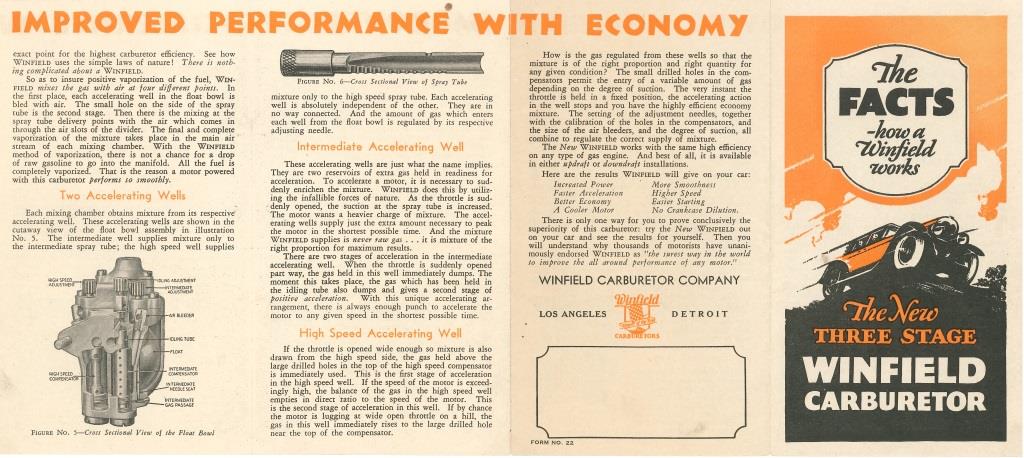 IMPROVED PERFORMANCE WITH ECONOMY
exact point for the highest carburetor efficiency. See how
WINFIELD uses the simple laws of nature! There is noth-
ing complicated about a WINFIELD.
So as to insure positive vaporization of the fuel, WIN-
FIELD mixes the gas with air at four different points. In
the first place, each accelerating well in the float bowl is
bled with air. The small hole on the side of the spray
tube is the second stage. Then there is the mixing at the
spray tube delivery points with the air which comes in
through the air slots of the divider. The final and complete
vaporization of the mixture takes place in the main air
stream of each mixing chamber. With the WINFIELD
method of vaporization, there is not a chance for a drop
of raw gasoline to go into the manifold. All the fuel is
completely vaporized. That is the reason a motor powered
with this carburetor performs so smoothly.
Two Accelerating Wells
Each mixing chamber obtains mixture from its respective
accelerating well. These accelerating wells are shown in the
cutaway view of the float bowl assembly in illustration
No. 5. The intermediate well supplies mixture only to
the intermediate spray tube; the high speed well supplies
HIGH SPEED
ADJUSTMENT
IDLING ADJUSTMENT
INTERMEDIATE
ADJUSTMENT
AIR BLEEDER
IDLING TUBE
FLOAT
HIGH SPEED
COMPENSATOR
INTERMEDIATE
COMPENSATOR
INTERMEDIATE
NEEDLE SEAT
INTERMEDIATE
GAS PASSAGE
FIGURE NO. 5—Cross Sectional View of the Float Bowl
FIGURE NO. 6—Cross Sectional View of Spray Tube
mixture only to the high speed spray tube. Each accelerating
well is absolutely independent of the other. They are in
no way connected. And the amount of gas which enters
each well from the float bowl is regulated by its respective
adjusting needle.
Intermediate Accelerating Well
These accelerating wells are just what the name implies.
They are two reservoirs of extra gas held in readiness for
acceleration. To accelerate a motor, it is necessary to sud-
denly enrichen the mixture. WINFIELD does this by utiliz-
ing the infallible forces of nature. As the throttle is sud-
denly opened, the suction at the spray tube is increased.
The motor wants a heavier charge of mixture. The accel-
erating wells supply just the extra amount necessary to peak
the motor in the shortest possible time. And the mixture
WINFIELD supplies is never raw gas . . . it is mixture of the
right proportion for maximum results.
There are two stages of acceleration in the intermediate
accelerating well. When the throttle is suddenly opened
part way, the gas held in this well immediately dumps. The
moment this takes place, the gas which has been held in
the idling tube also dumps and gives a second stage of
positive acceleration. With this unique accelerating ar-
rangement, there is always enough punch to accelerate the
motor to any given speed in the shortest possible time.
High Speed Accelerating Well
If the throttle is opened wide enough so mixture is also
drawn from the high speed side, the gas held above the
large drilled holes in the top of the high speed compensator
is immediately used. This is the first stage of acceleration
in the high speed well. If the speed of the motor is exceed-
ingly high, the balance of the gas in the high speed well
empties in direct ratio to the speed of the motor. This
is the second stage of acceleration in this well. If by chance
the motor is lugging at wide open throttle on a hill, the
gas in this well immediately rises to the large drilled hole
near the top of the compensator.
How is the gas regulated from these wells so that the
mixture is of the right proportion and right quantity for
any given condition? The small drilled holes in the com-
pensators permit the entry of a variable amount of gas
depending on the degree of suction. The very instant the
throttle is held in a fixed position, the accelerating action
in the well stops and you have the highly efficient economy
mixture. The setting of the adjustment needles, together
with the calibration of the holes in the compensators, and
the size of the air bleeders, and the degree of suction, all
combine to regulate the correct supply of mixture.
The New WINFIELD works with the same high efficiency
on any type of gas engine. And best of all, it is available
in either updraft or downdraft installations.
Here are the results WINFIELD will give on your car:
Increased Power More Smoothness
Faster Acceleration Higher Speed
Better Economy Easier Starting
A Cooler Motor No Crankcase Dilution.
There is only one way for you to prove conclusively the
superiority of this carburetor: try the New WINFIELD out
on your car and see the results for yourself. Then you
will understand why thousands of motorists have unani-
mously endorsed WINFIELD as "the surest way in the world
to improve the all around performance of any motor."
WINFIELD CARBURETOR COMPANY
LOS ANGELES
Winfield
CARBURETORS
DETROIT
FORM NO. 22
The
FACTS
-how a
Winfield
works
The New
THREE STAGE
WINFIELD
CARBURETOR